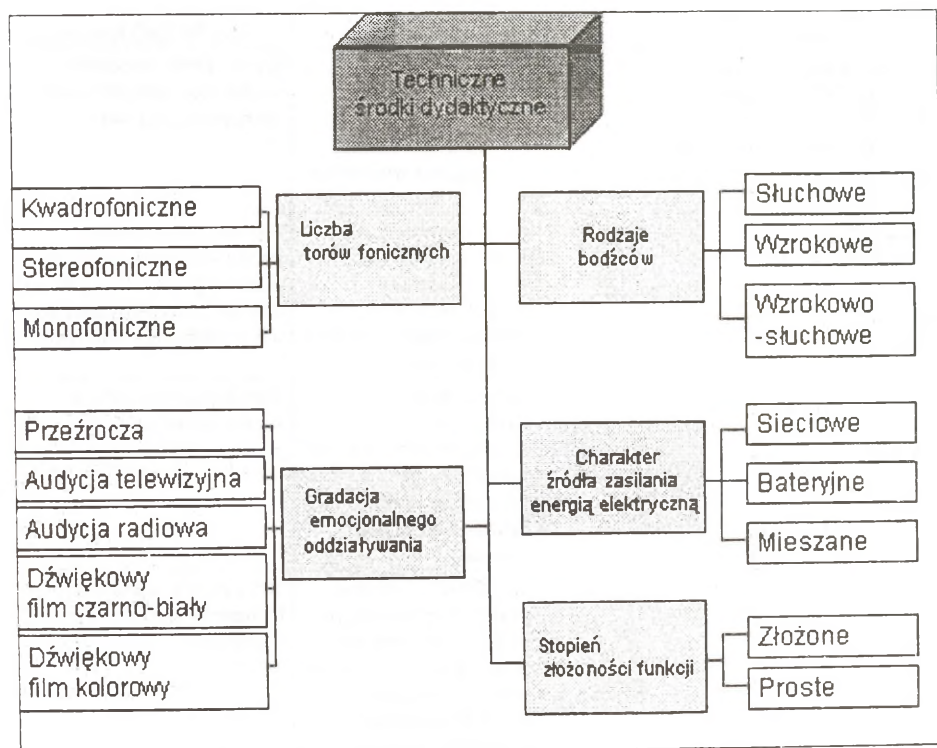 Techniczne
środki dydaktyczne
Kwadrofoniczne
Stereofoniczne
Monofoniczne
Liczba
torów fonicznych
Rodzaje
bodźców
Słuchowe
Wzrokowe
Wzrokowo
-słuchowe
Przeźrocza
Audycja telewizyjna
Audycja radiowa
Dźwiękowy
film czarno-biały
Dźwiękowy
film kolorowy
Gradacja
emocjonalnego
oddziaływania
Charakter
źródła zasilania
energią elektryczną
Sieciowe
Bateryjne
Mieszane
Stopień
złożoności funkcji
Złożone
Proste